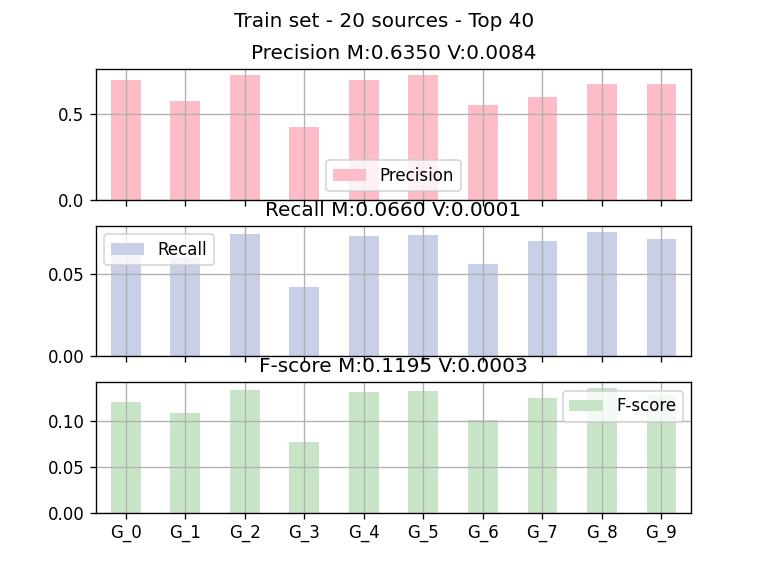 Train set - 20 sources - Top 40
Precision M:0.6350 V:0.0084
0.5
0.0
Precision
Recall M:0.0660 V:0.0001
0.05
0.00
Recall
F-score M:0.1195 V:0.0003
0.10
0.05
0.00
F-score
G_0 G_1 G_2 G_3 G_4 G_5 G_6 G_7 G_8 G_9